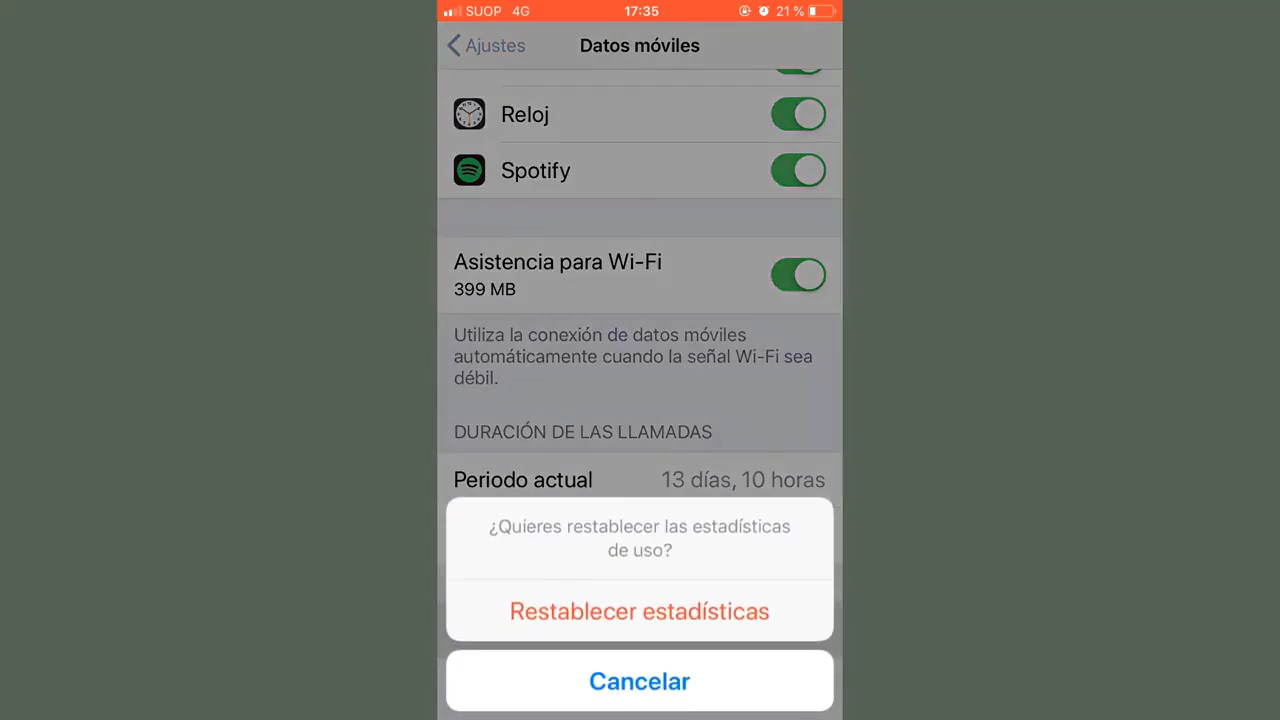 SUOP 4G 17:35 21 %
Ajustes Datos móviles
Reloj
Spotify
Asistencia para Wi-Fi
399 MB
Utiliza la conexión de datos móviles
automáticamente cuando la señal Wi-Fi sea
débil.
DURACIÓN DE LAS LLAMADAS
Periodo actual 13 días, 10 horas
¿Quieres restablecer las estadísticas
de uso?
Restablecer estadísticas
Cancelar